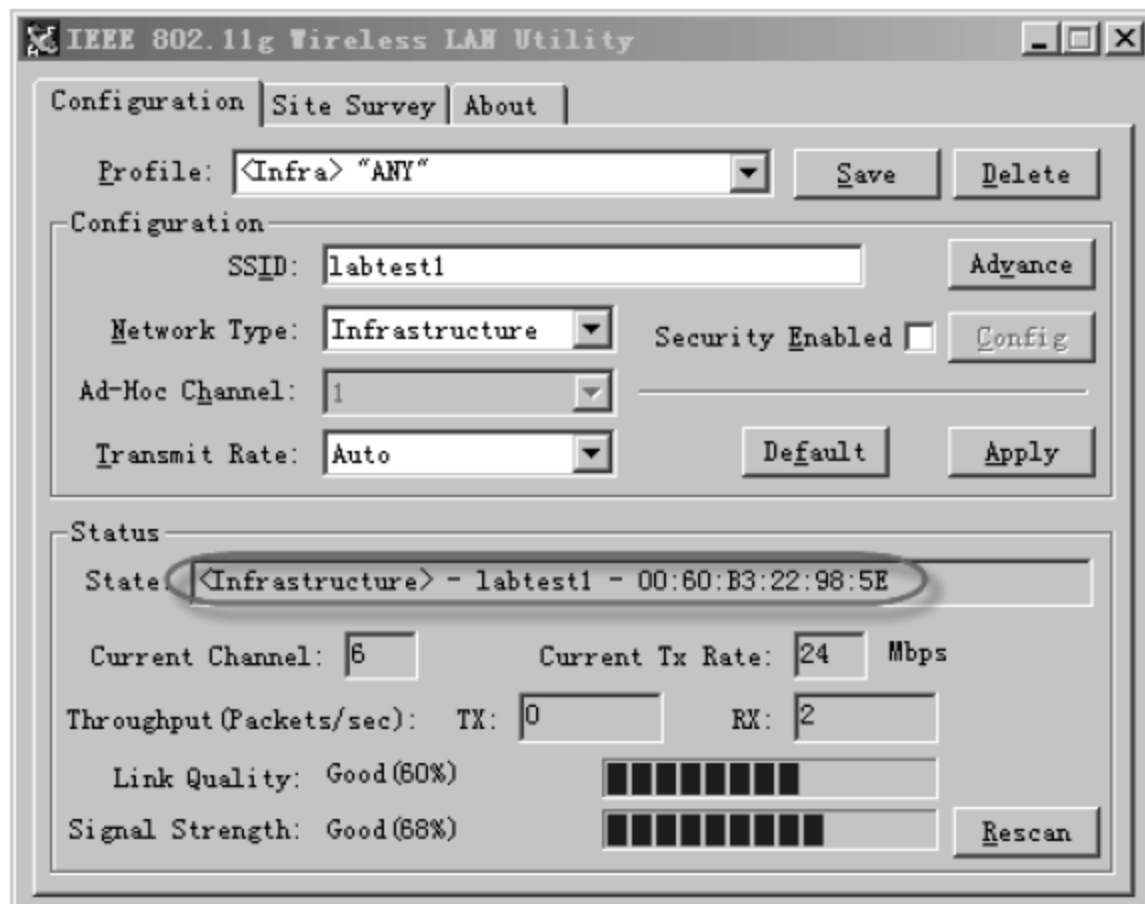 IEEE 802.11g Wireless LAN Utility
Configuration Site Survey About
Profile: <Infra> "ANY" Save Delete
Configuration
SSID: labtest1 Advance
Network Type: Infrastructure Security Enabled Config
Ad-Hoc Channel: 1
Transmit Rate: Auto Default Apply
Status
State: <Infrastructure> - labtest1 - 00:60:B3:22:98:5E
Current Channel: 6 Current Tx Rate: 24 Mbps
Throughput(Packets/sec): TX: 0 RX: 2
Link Quality: Good(60%)
Signal Strength: Good(68%) Rescan